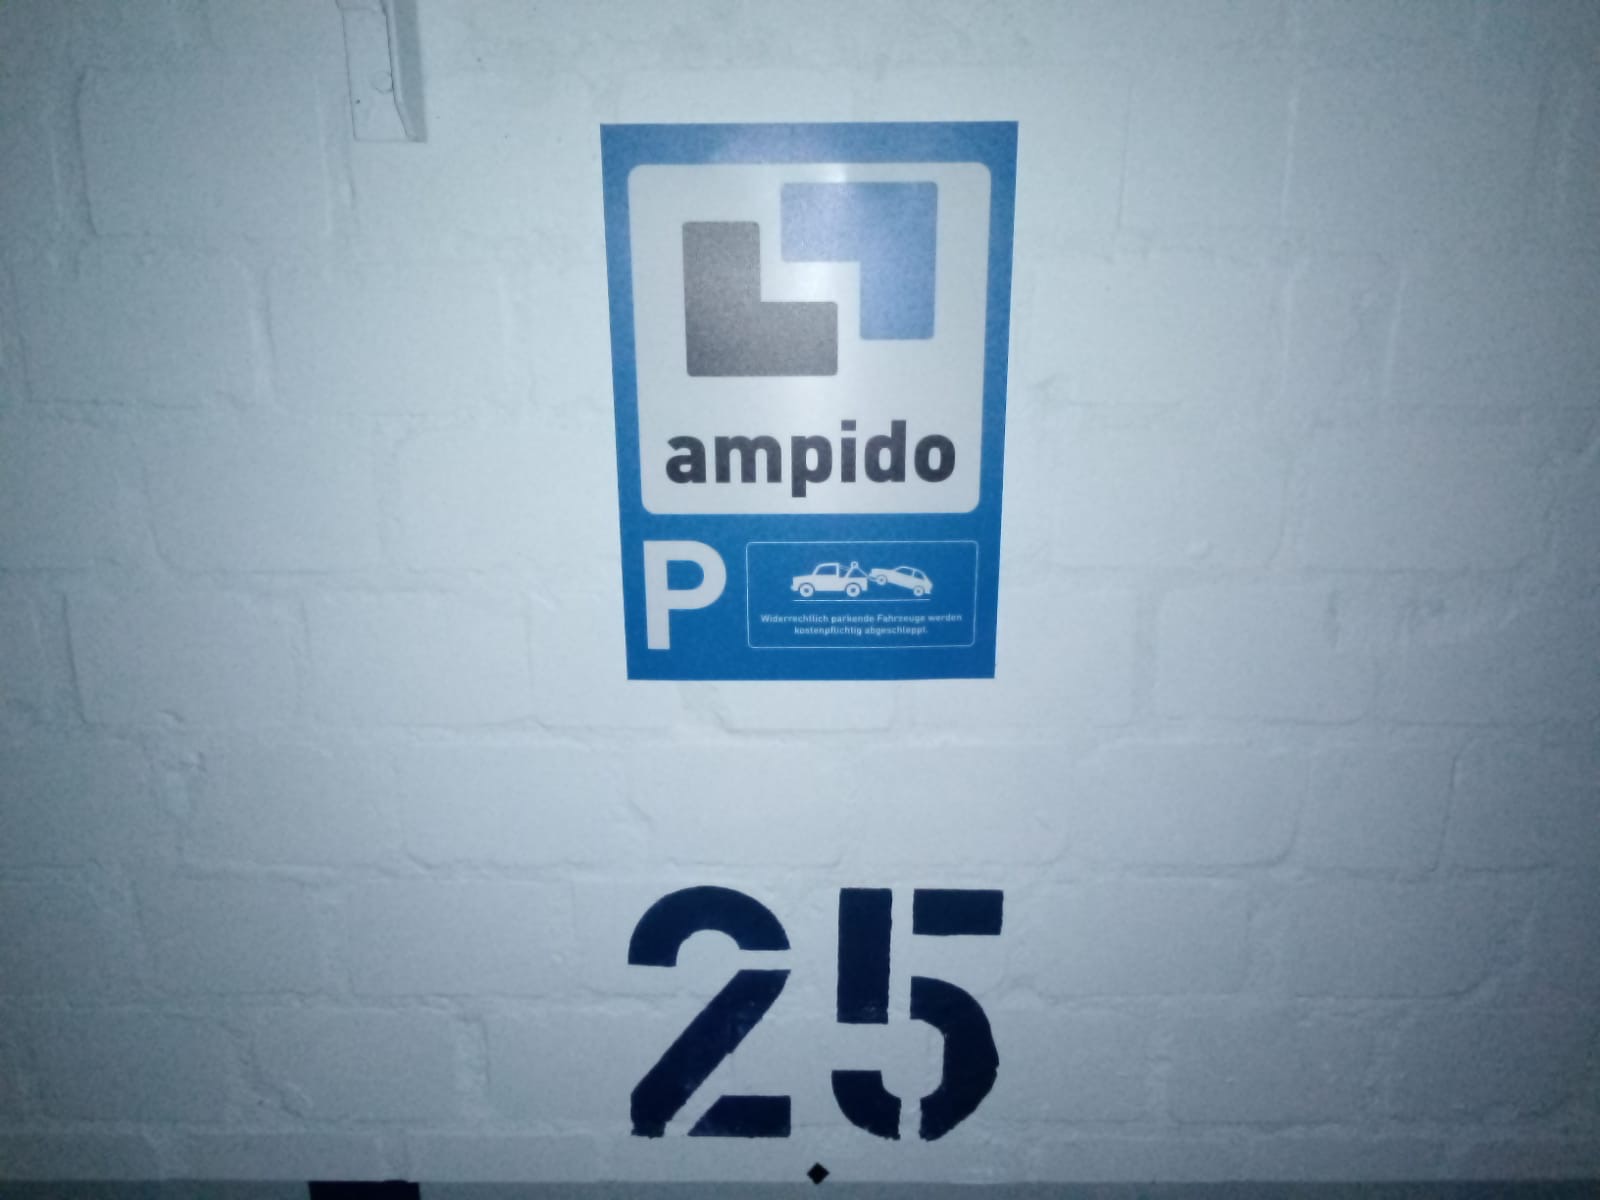 ampido
P
Widerrechtlich parkende Fahrzeuge werden
kostenpflichtig abgeschleppt.
25